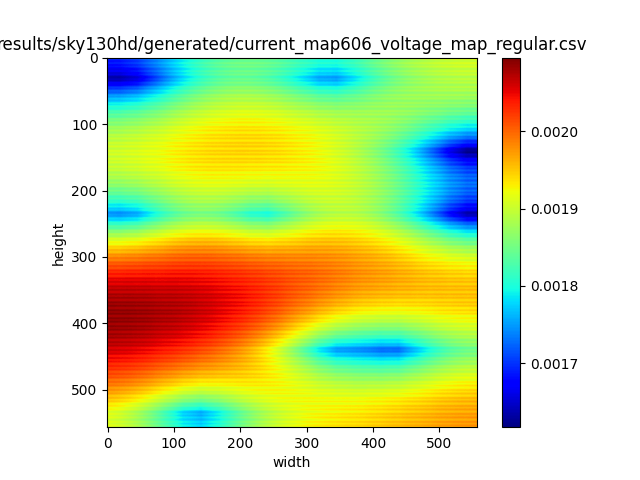 results/sky130hd/generated/current_map606_voltage_map_regular.csv
0
100
200
300
400
500
height
0 100 200 300 400 500
width
0.0020
0.0019
0.0018
0.0017